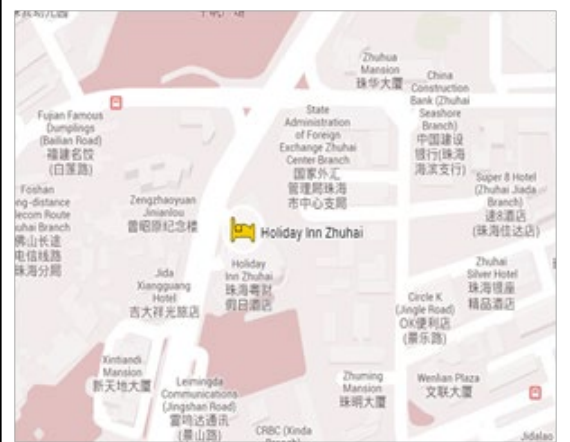 Zhuhua
Mansion
珠华大厦
China
Construction
Bank (Zhuhai
Seashore
Branch)
中国建设
银行(珠海
海滨支行)
Fujian Famous
Dumplings
(Bailian Road)
福建名饺
(白莲路)
State
Administration
of Foreign
Exchange Zhuhai
Center Branch
国家外汇
管理局珠海
市中心支局
Super 8 Hotel
(Zhuhai Jiada
Branch)
速8酒店
(珠海佳达店)
Foshan
ng-distance
elecom Route
uhai Branch
佛山长途
电信线路
珠海分局
Zengzhaoyuan
Jinianlou
曾昭原纪念楼
Holiday Inn Zhuhai
Holiday
Inn Zhuhai
珠海粤财
假日酒店
Zhuhai
Silver Hotel
珠海银座
精品酒店
Jida
Xiangguang
Hotel
吉大祥光旅店
Circle K
(Jingle Road)
OK便利店
(景乐路)
Xintiandi
Mansion
新天地大厦
Leimingda
Communications
(Jingshan Road)
雷鸣达通讯
(景山路)
Zhuming
Mansion
珠明大厦
Wenlian Plaza
文联大厦
CRBC (Xinda
Jidalao